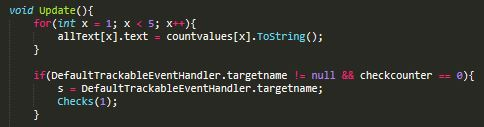 void Update(){
for(int x = 1; x < 5; x++){
allText[x].text = countvalues[x].ToString();
}
if(DefaultTrackableEventHandler.targetname != null && checkcounter == 0){
s = DefaultTrackableEventHandler.targetname;
Checks(1);
}